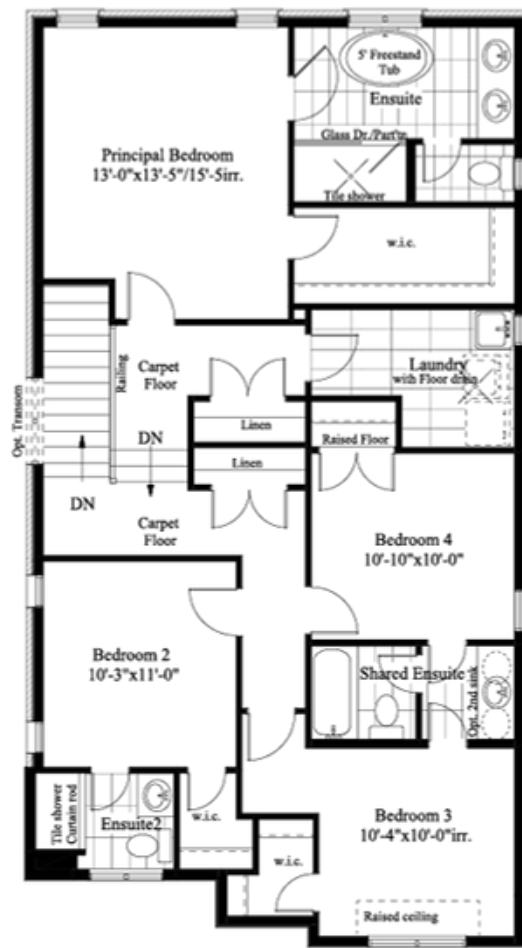 5' Freestand
Tub
Ensuite
Glass Dr./Part'n
Principal Bedroom
13'-0"x13'-5"/15'-5irr.
Tile shower
w.i.c.
Laundry
with Floor drain
Carpet
Floor
Railing
Opt. Transom
Linen
Raised Floor
DN
Linen
DN
Carpet
Floor
Bedroom 4
10'-10"x10'-0"
Bedroom 2
10'-3"x11'-0"
Shared Ensuite
Opt. 2nd sink
Tile shower
Curtain rod
Ensuite2
w.i.c.
Bedroom 3
10'-4"x10'-0"irr.
w.i.c.
Raised ceiling